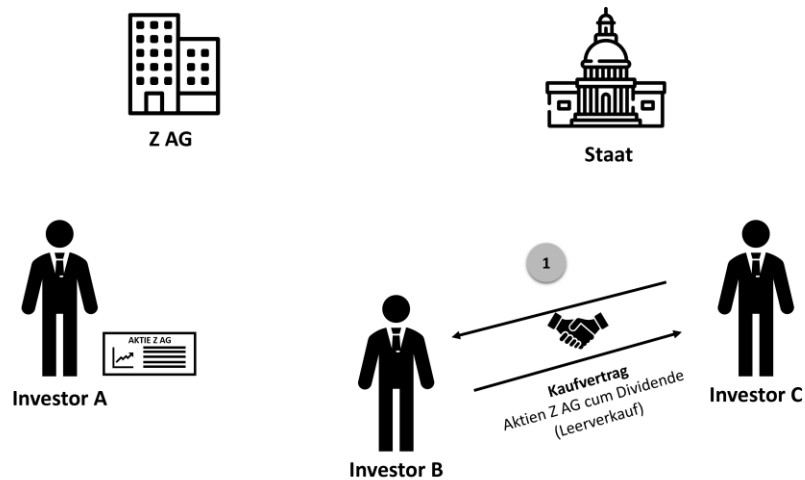 Z AG
Staat
1
AKTIE Z AG
Kaufvertrag
Aktien Z AG cum Dividende
(Leerverkauf)
Investor A
Investor C
Investor B